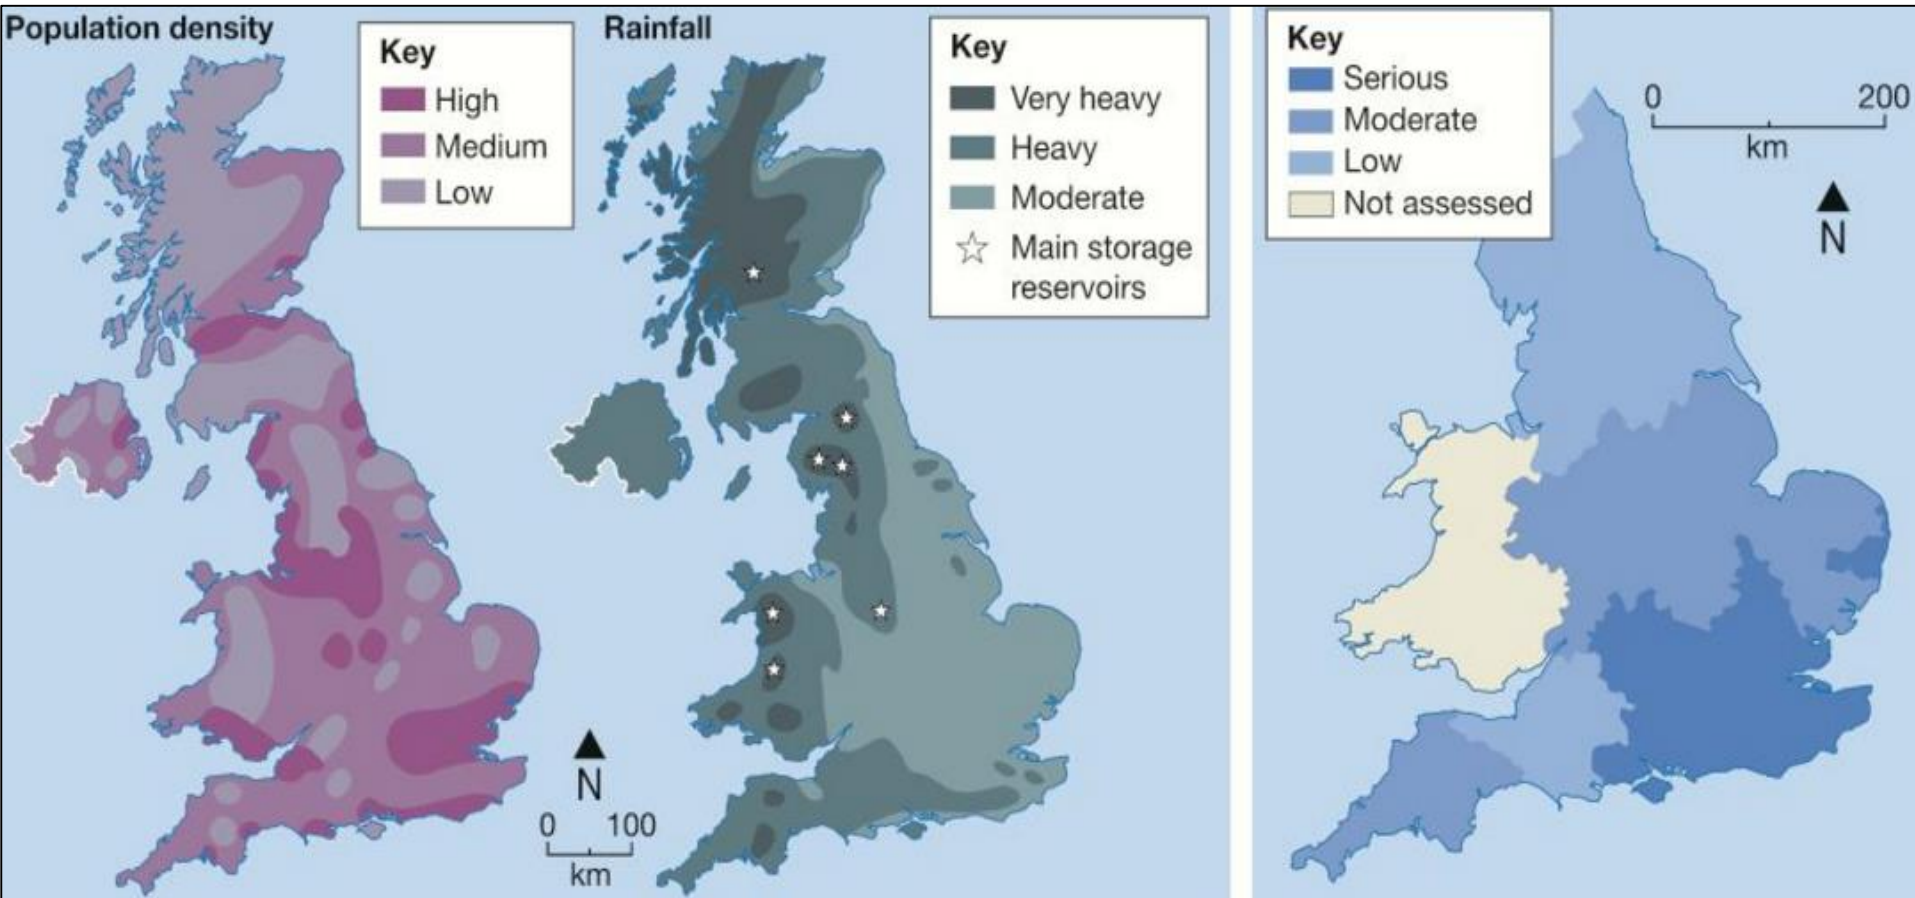 Population density
Key
High
Medium
Low
Rainfall
Key
Very heavy
Heavy
Moderate
Main storage
reservoirs
N
0 100
km
Key
Serious
Moderate
Low
Not assessed
0 200
km
N